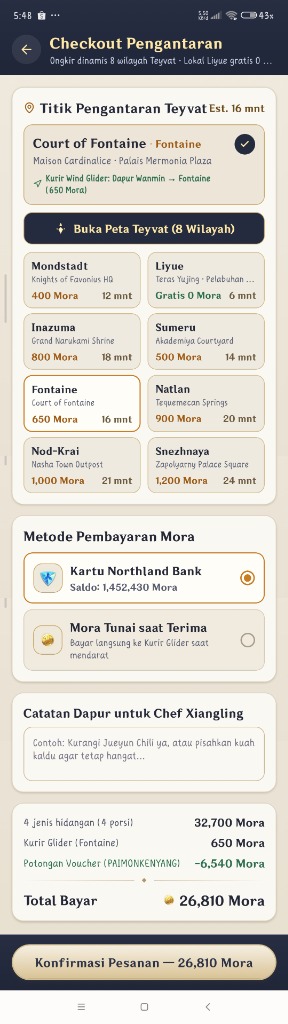 5:48
5.50
KB/d
43%
Checkout Pengantaran
Ongkir dinamis 8 wilayah Teyvat · Lokal Liyue gratis 0 ...
Titik Pengantaran Teyvat Est. 16 mnt
Court of Fontaine · Fontaine
Maison Cardinalice · Palais Mermonia Plaza
Kurir Wind Glider: Dapur Wanmin → Fontaine
(650 Mora)
Buka Peta Teyvat (8 Wilayah)
Mondstadt
Knights of Favonius HQ
400 Mora 12 mnt
Liyue
Teras Yujing · Pelabuhan ...
Gratis 0 Mora 6 mnt
Inazuma
Grand Narukami Shrine
800 Mora 18 mnt
Sumeru
Akademiya Courtyard
500 Mora 14 mnt
Fontaine
Court of Fontaine
650 Mora 16 mnt
Natlan
Tequemecan Springs
900 Mora 20 mnt
Nod-Krai
Nasha Town Outpost
1,000 Mora 21 mnt
Snezhnaya
Zapolyarny Palace Square
1,200 Mora 24 mnt
Metode Pembayaran Mora
Kartu Northland Bank
Saldo: 1,452,430 Mora
Mora Tunai saat Terima
Bayar langsung ke Kurir Glider saat
mendarat
Catatan Dapur untuk Chef Xiangling
Contoh: Kurangi Jueyun Chili ya, atau pisahkan kuah
kaldu agar tetap hangat...
4 jenis hidangan (4 porsi) 32,700 Mora
Kurir Glider (Fontaine) 650 Mora
Potongan Voucher (PAIMONKENYANG) -6,540 Mora
Total Bayar 26,810 Mora
Konfirmasi Pesanan — 26,810 Mora